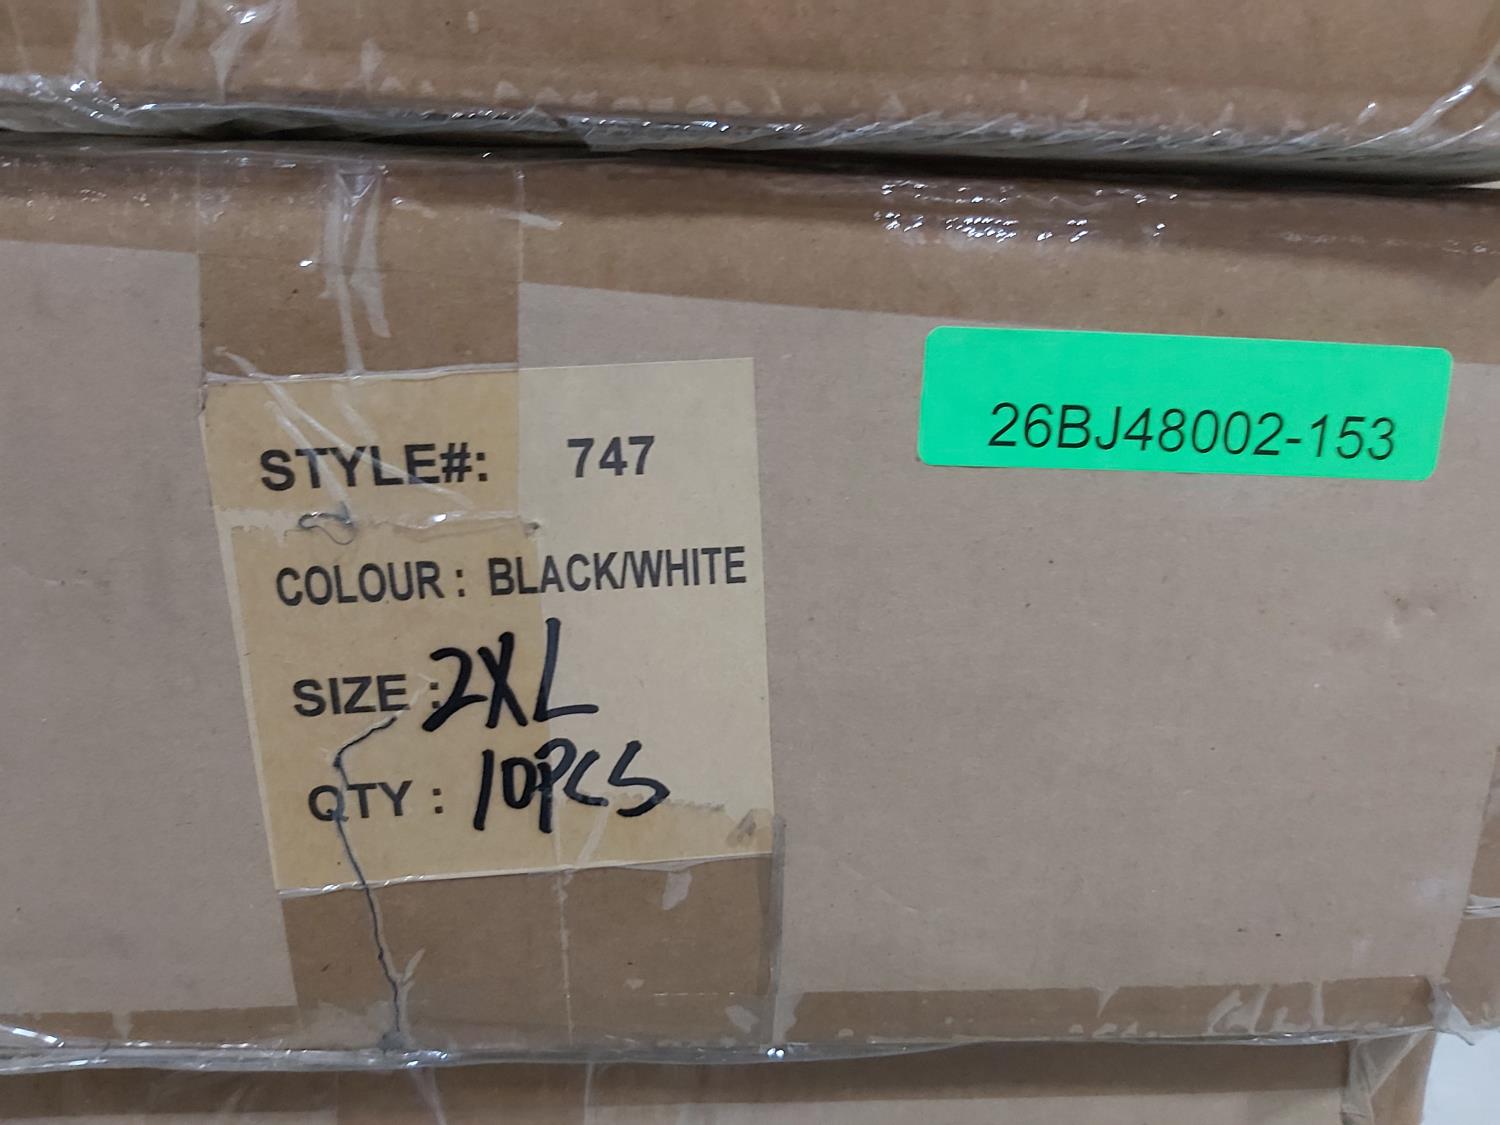 26BJ48002-153
STYLE#: 747
COLOUR : BLACK/WHITE
SIZE : 2XL
QTY : 10PCS